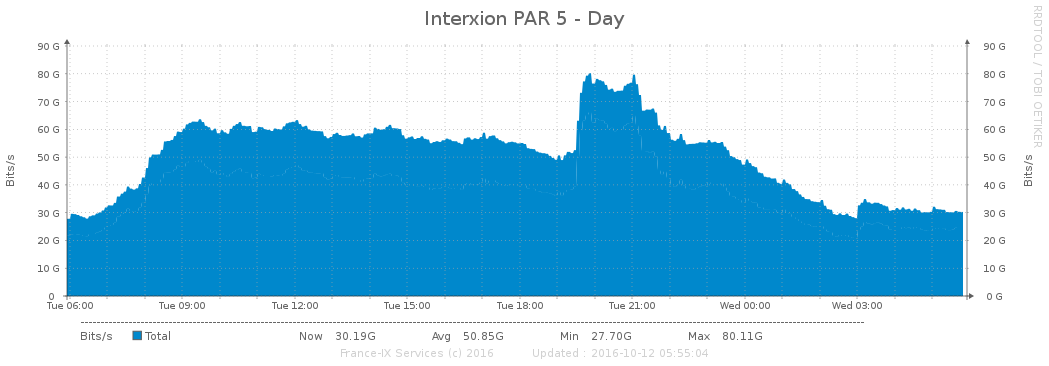 Interxion PAR 5 - Day
RRDTOOL / TOBI OETIKER
Bits/s
90 G
80 G
70 G
60 G
50 G
40 G
30 G
20 G
10 G
0
90 G
80 G
70 G
60 G
50 G
40 G
30 G
20 G
10 G
0 G
Bits/s
Tue 06:00 Tue 09:00 Tue 12:00 Tue 15:00 Tue 18:00 Tue 21:00 Wed 00:00 Wed 03:00
Bits/s Total Now 30.19G Avg 50.85G Min 27.70G Max 80.11G
France-IX Services (c) 2016 Updated : 2016-10-12 05:55:04